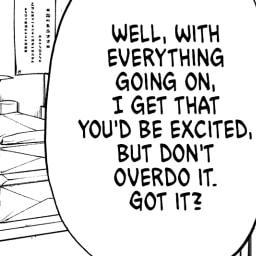 WELL, WITH
EVERYTHING
GOING ON,
I GET THAT
YOU'D BE EXCITED,
BUT DON'T
OVERDO IT.
GOT IT?